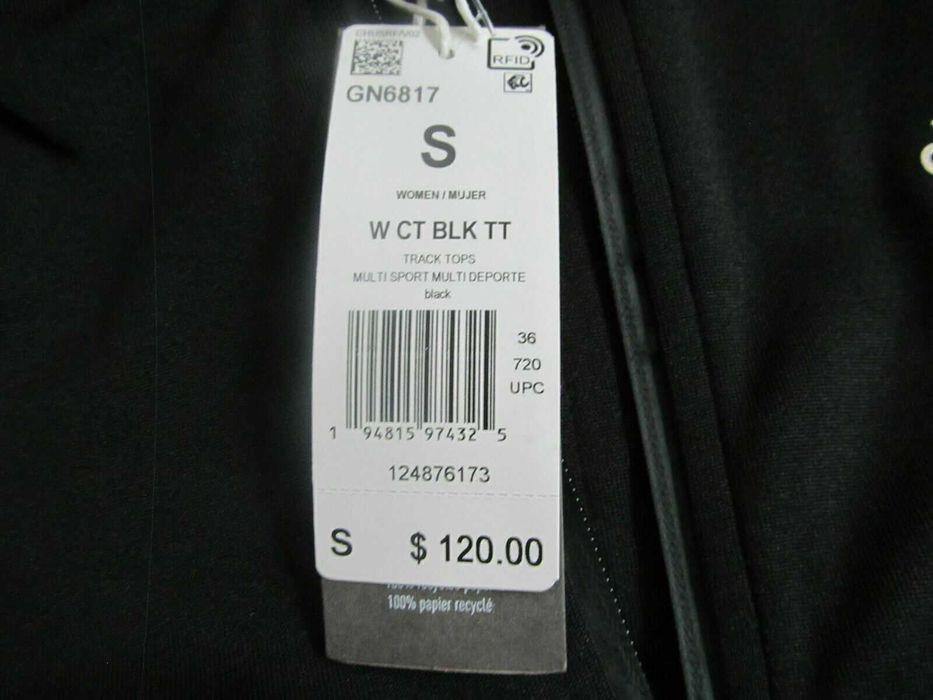 RFID
GN6817
S
WOMEN / MUJER
W CT BLK TT
TRACK TOPS
MULTI SPORT MULTI DEPORTE
black
36
720
UPC
1 94815 97432 5
124876173
S $ 120.00
100% papier recyclé